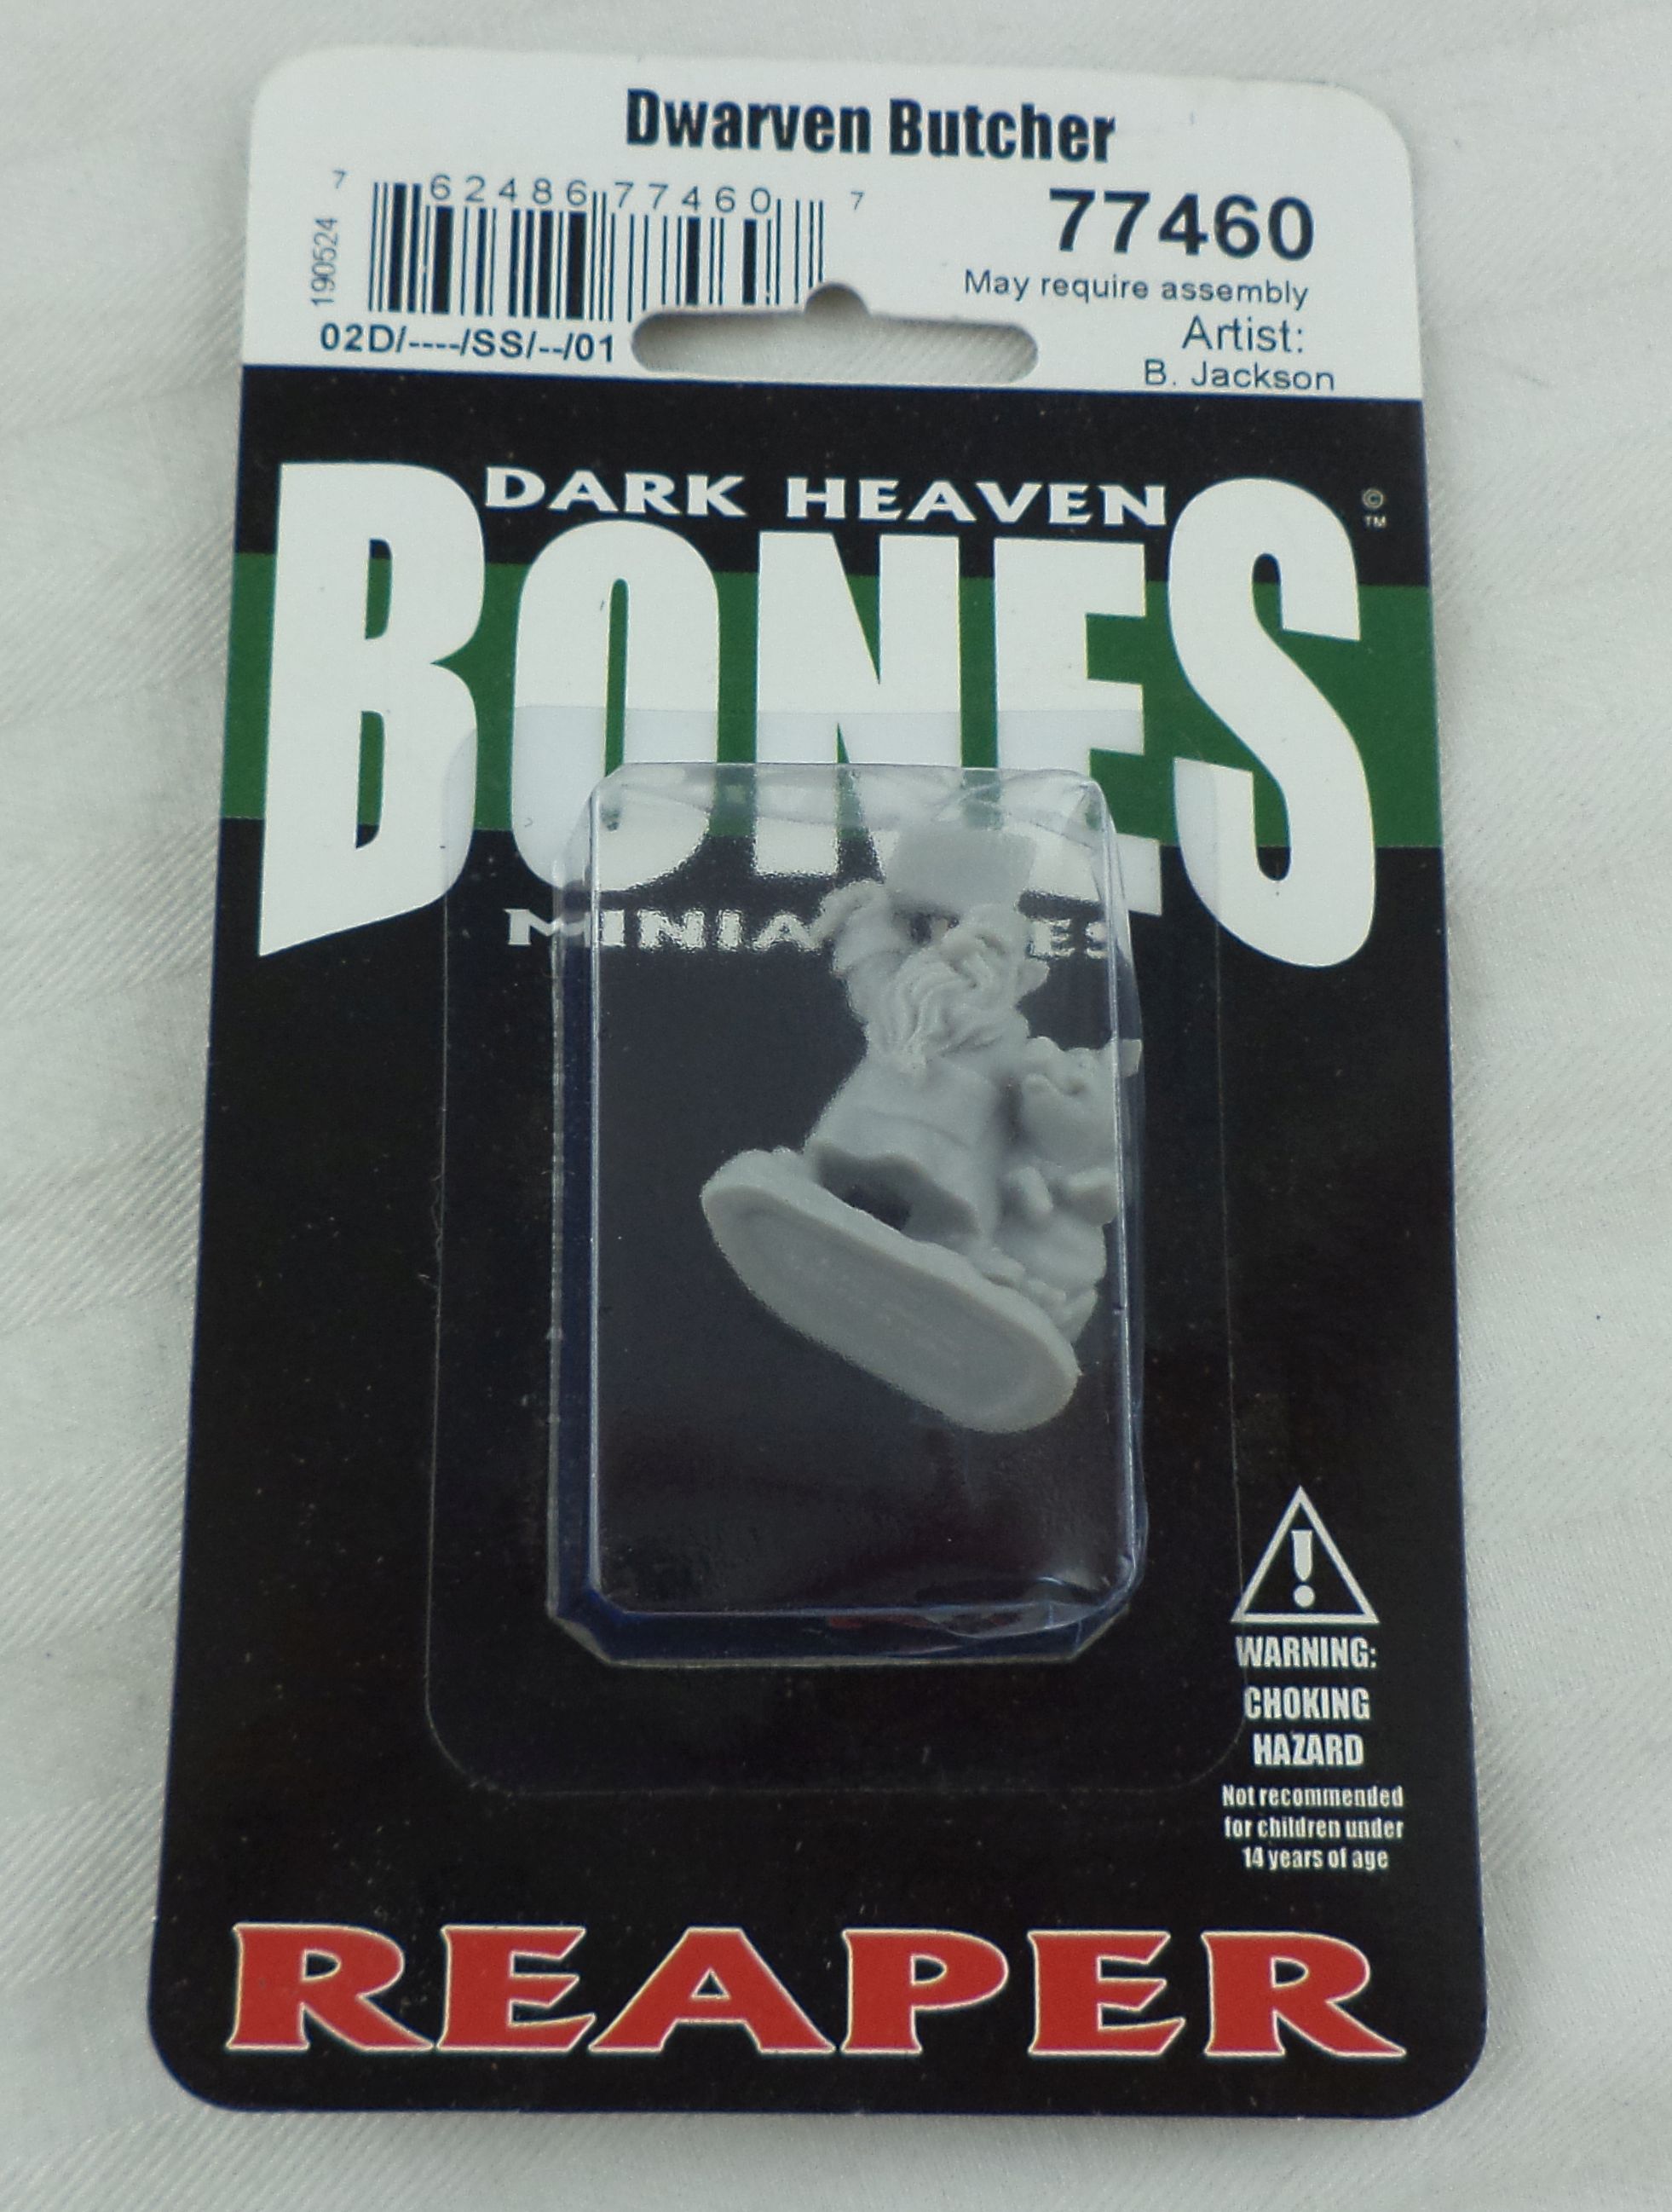 Dwarven Butcher
7 62486 77460 7
190524
77460
May require assembly
02D/----/SS/--/01
Artist:
B. Jackson
DARK HEAVEN
BONES
© ™
WARNING:
CHOKING
HAZARD
Not recommended
for children under
14 years of age
REAPER